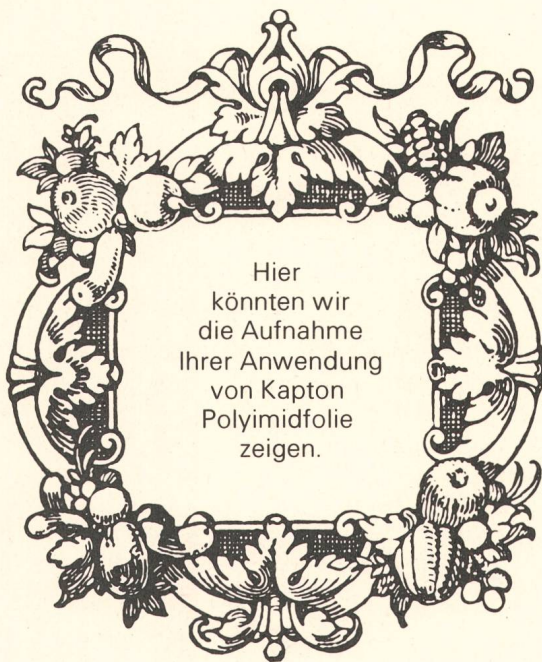 Hier
könnten wir
die Aufnahme
Ihrer Anwendung
von Kapton
Polyimidfolie
zeigen.